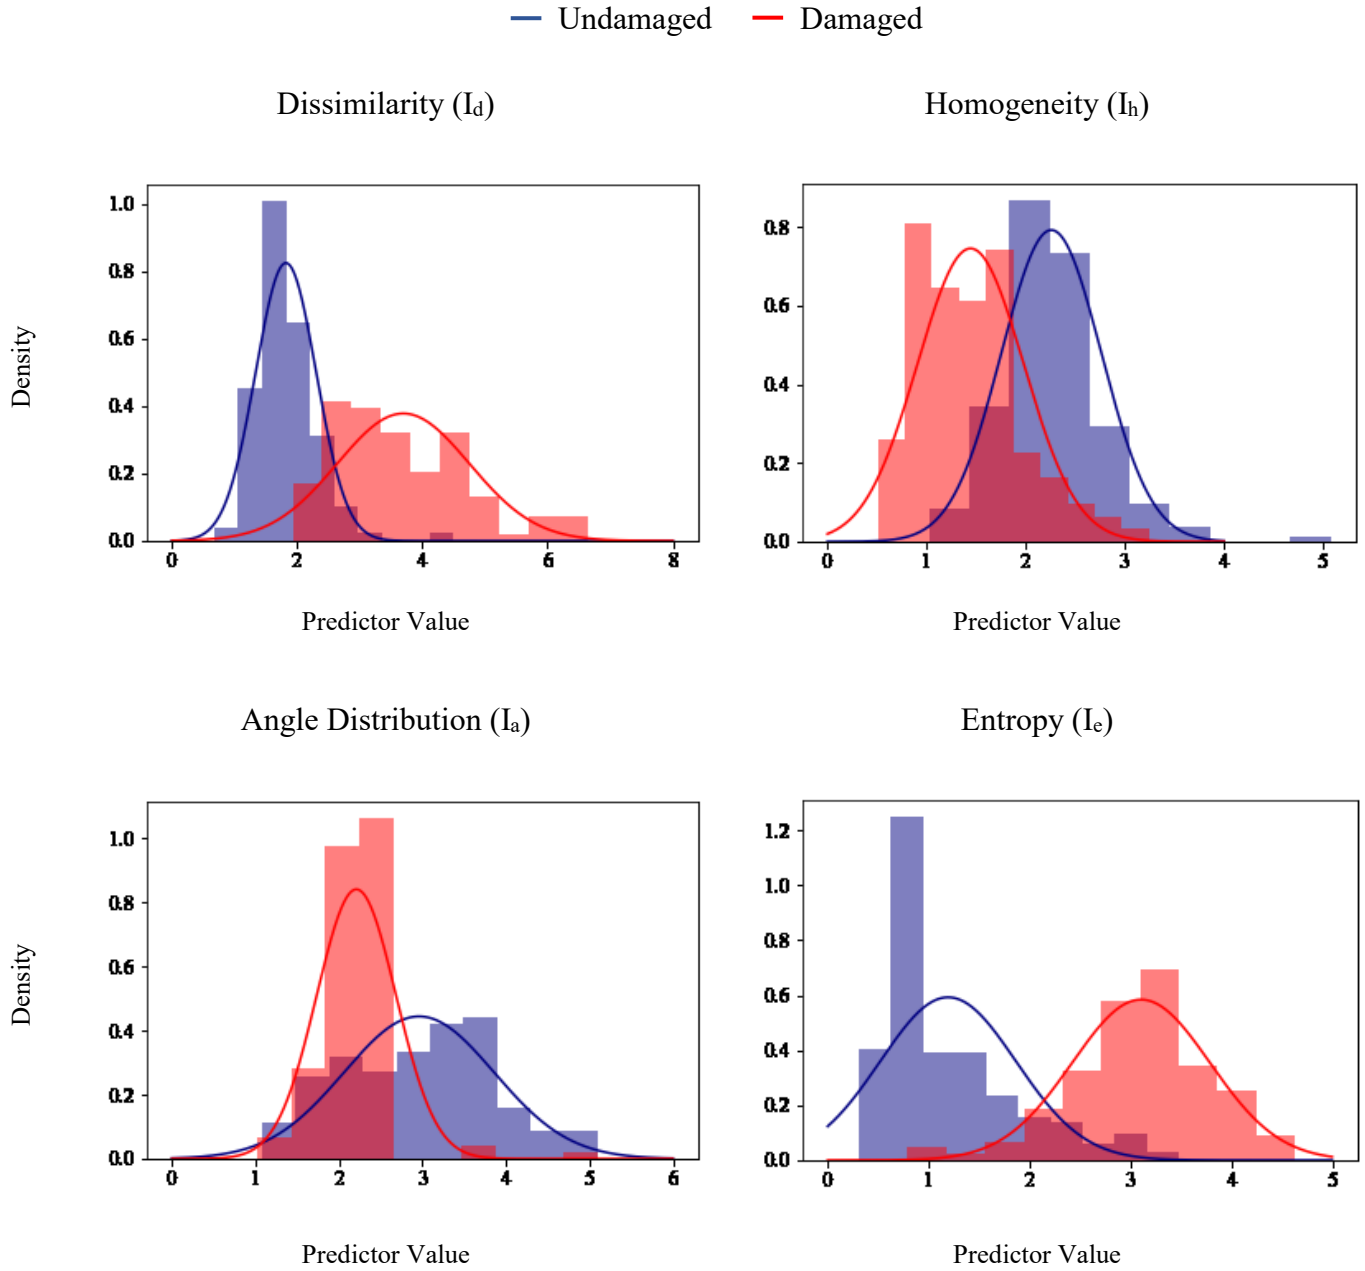 Undamaged Damaged
Dissimilarity (Id)
Homogeneity (Ih)
Density
1.0
0.8
0.6
0.4
0.2
0.0
0 2 4 6 8
Predictor Value
0.8
0.6
0.4
0.2
0.0
0 1 2 3 4 5
Predictor Value
Angle Distribution (Ia)
Entropy (Ie)
Density
1.0
0.8
0.6
0.4
0.2
0.0
0 1 2 3 4 5 6
Predictor Value
1.2
1.0
0.8
0.6
0.4
0.2
0.0
0 1 2 3 4 5
Predictor Value